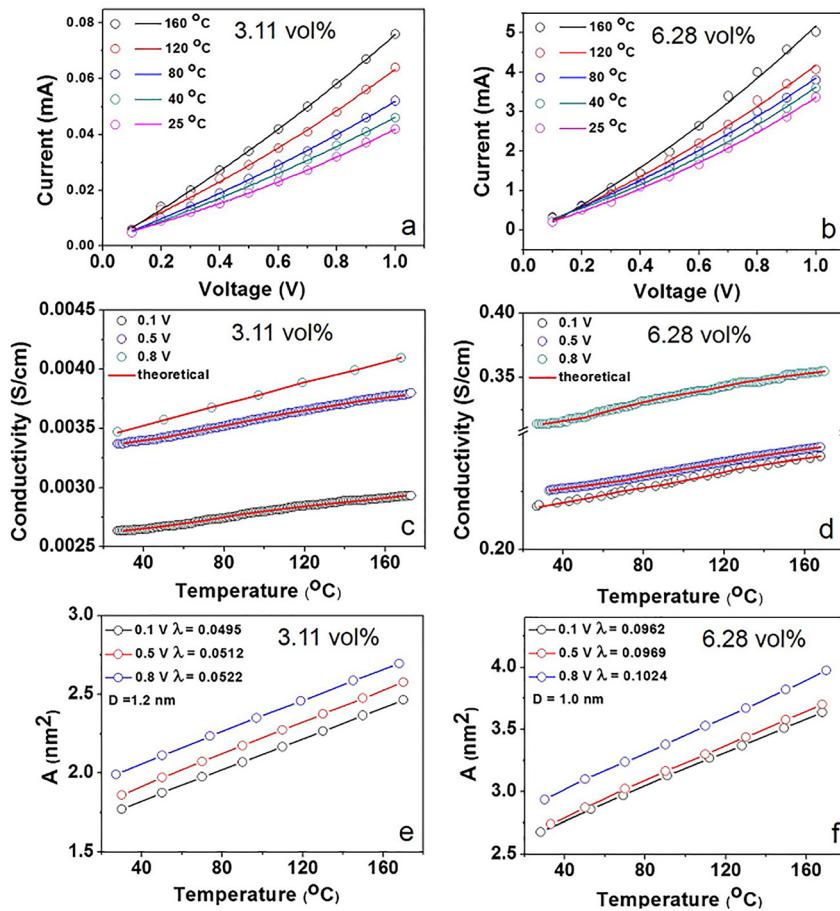 3.11 vol%
160 °C
120 °C
80 °C
40 °C
25 °C
Current (mA)
0.08
0.06
0.04
0.02
0.00
0.0 0.2 0.4 0.6 0.8 1.0
Voltage (V)
a
6.28 vol%
160 °C
120 °C
80 °C
40 °C
25 °C
Current (mA)
5
4
3
2
1
0
0.0 0.2 0.4 0.6 0.8 1.0
Voltage (V)
b
3.11 vol%
0.1 V
0.5 V
0.8 V
theoretical
Conductivity (S/cm)
0.0045
0.0040
0.0035
0.0030
0.0025
40 80 120 160
Temperature (°C)
c
6.28 vol%
0.1 V
0.5 V
0.8 V
theoretical
Conductivity (S/cm)
0.40
0.35
0.20
40 80 120 160
Temperature (°C)
d
3.11 vol%
0.1 V λ = 0.0495
0.5 V λ = 0.0512
0.8 V λ = 0.0522
D =1.2 nm
A (nm²)
3.0
2.5
2.0
1.5
40 80 120 160
Temperature (°C)
e
6.28 vol%
0.1 V λ = 0.0962
0.5 V λ = 0.0969
0.8 V λ = 0.1024
D = 1.0 nm
A (nm²)
4.0
3.5
3.0
2.5
40 80 120 160
Temperature (°C)
f